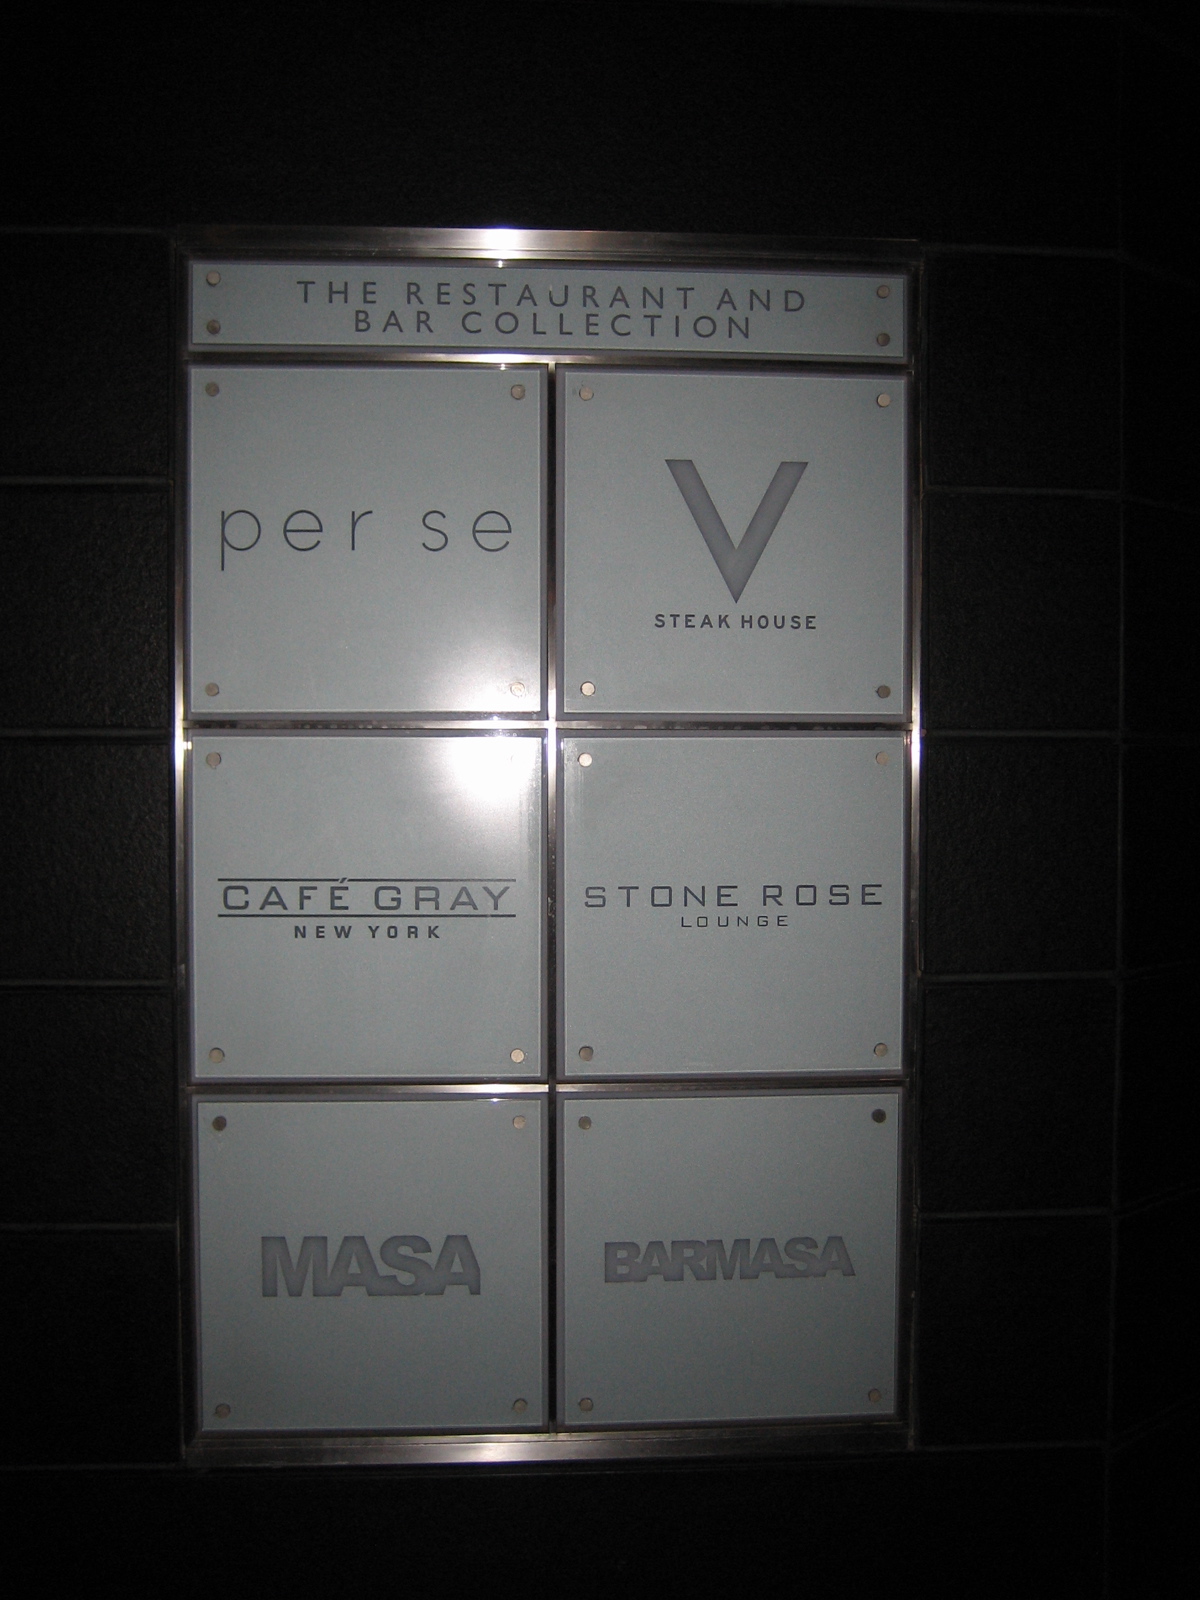 THE RESTAURANT AND
BAR COLLECTION
per se
V
STEAK HOUSE
CAFÉ GRAY
NEW YORK
STONE ROSE
LOUNGE
MASA
BARMASA